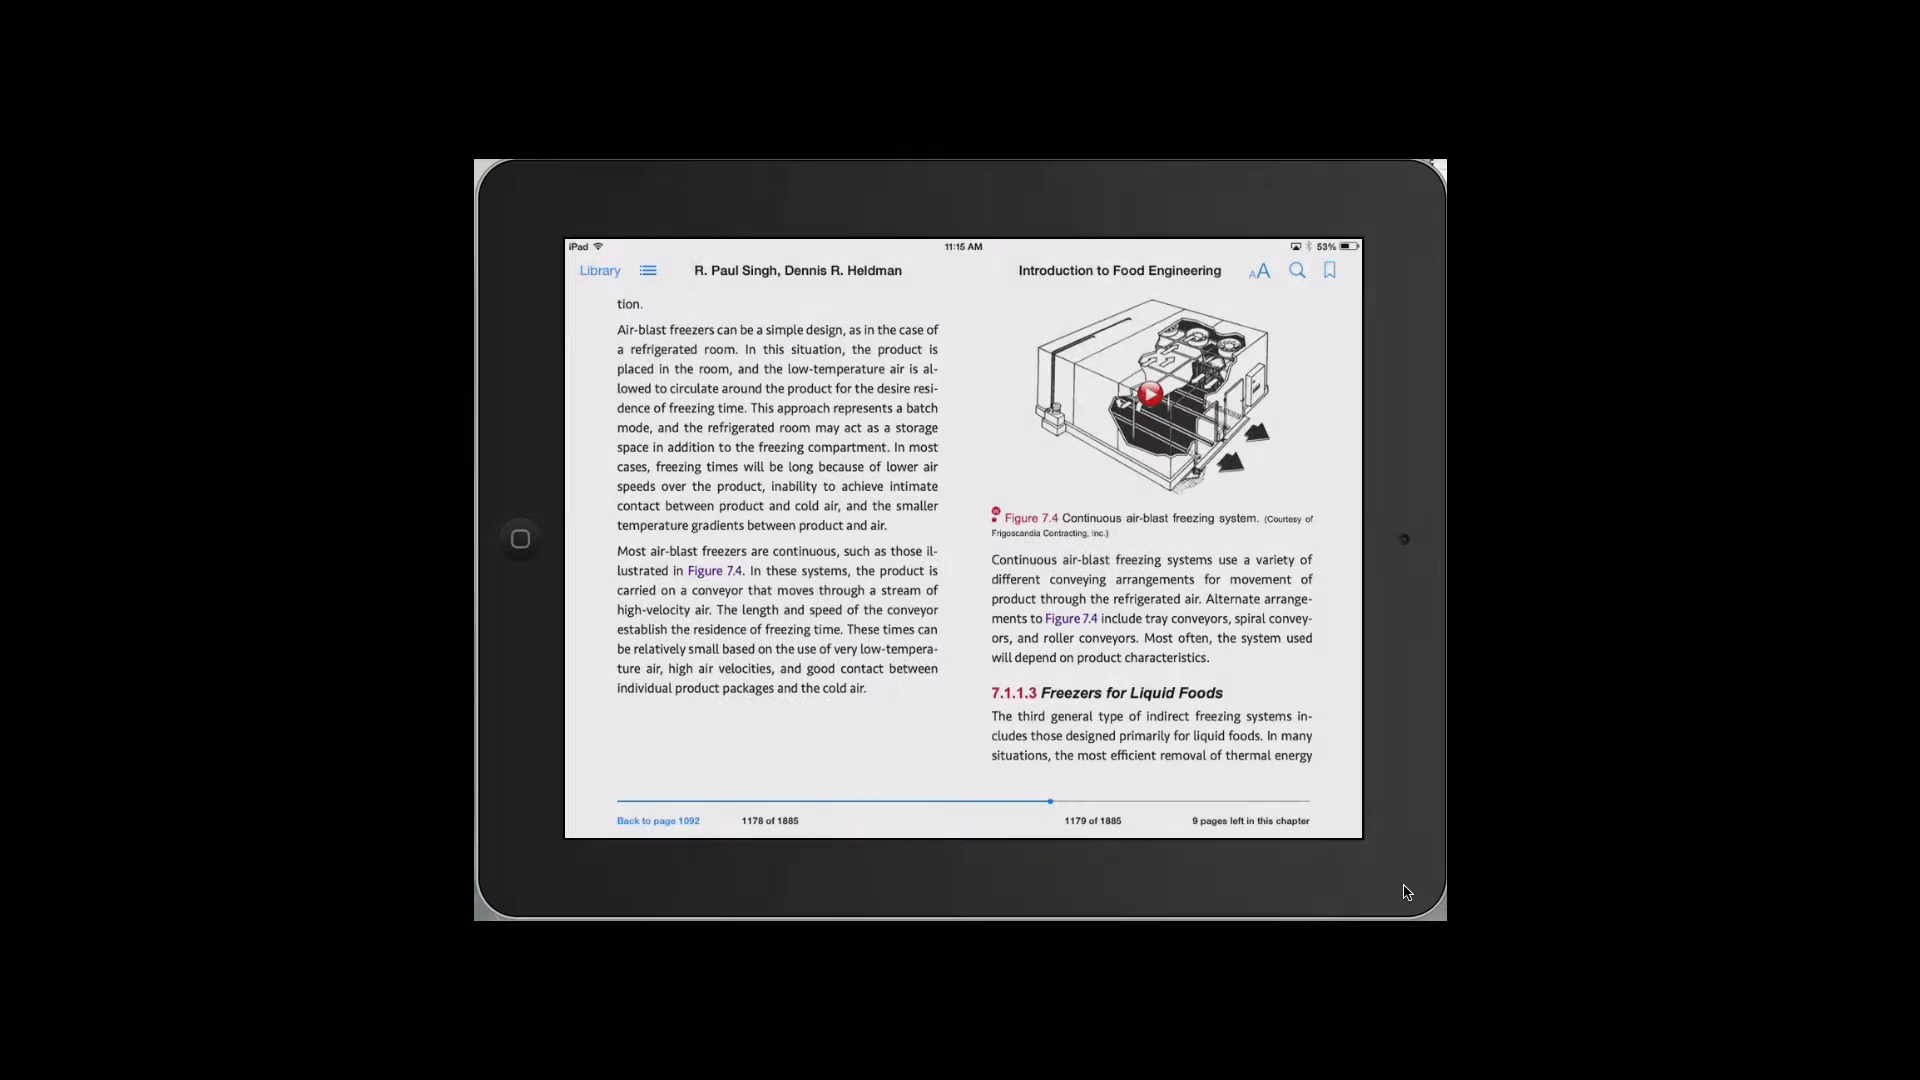 iPad
11:15 AM
53%
Library
R. Paul Singh, Dennis R. Heldman
Introduction to Food Engineering
AA
tion.
Air-blast freezers can be a simple design, as in the case of
a refrigerated room. In this situation, the product is
placed in the room, and the low-temperature air is al-
lowed to circulate around the product for the desire resi-
dence of freezing time. This approach represents a batch
mode, and the refrigerated room may act as a storage
space in addition to the freezing compartment. In most
cases, freezing times will be long because of lower air
speeds over the product, inability to achieve intimate
contact between product and cold air, and the smaller
temperature gradients between product and air.
Most air-blast freezers are continuous, such as those il-
lustrated in Figure 7.4. In these systems, the product is
carried on a conveyor that moves through a stream of
high-velocity air. The length and speed of the conveyor
establish the residence of freezing time. These times can
be relatively small based on the use of very low-tempera-
ture air, high air velocities, and good contact between
individual product packages and the cold air.
Figure 7.4 Continuous air-blast freezing system. (Courtesy of
Frigoscandia Contracting, Inc.)
Continuous air-blast freezing systems use a variety of
different conveying arrangements for movement of
product through the refrigerated air. Alternate arrange-
ments to Figure 7.4 include tray conveyors, spiral convey-
ors, and roller conveyors. Most often, the system used
will depend on product characteristics.
7.1.1.3 Freezers for Liquid Foods
The third general type of indirect freezing systems in-
cludes those designed primarily for liquid foods. In many
situations, the most efficient removal of thermal energy
Back to page 1092
1178 of 1885
1179 of 1885
9 pages left in this chapter